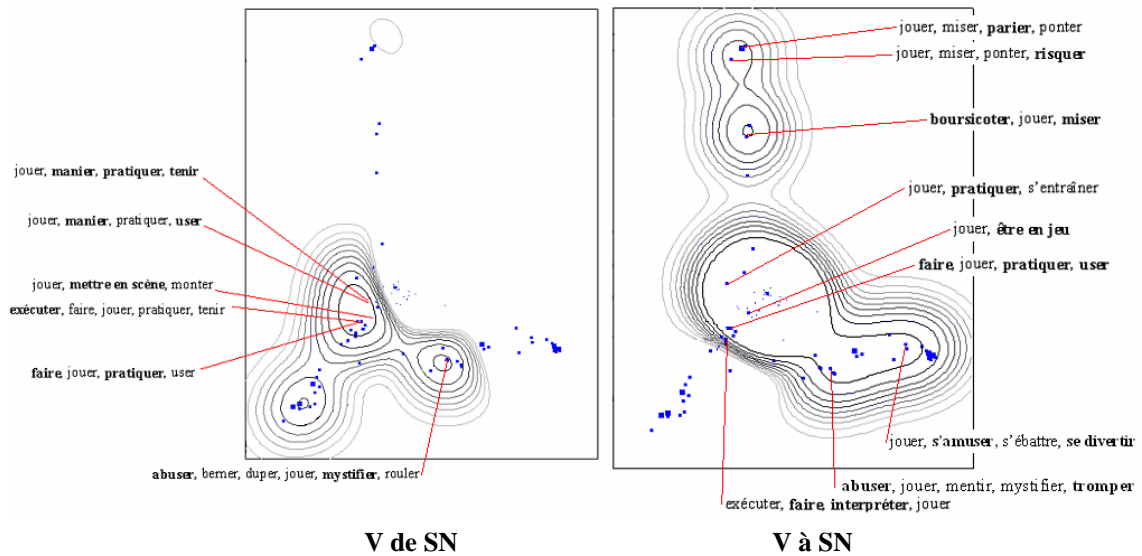 jouer, manier, pratiquer, tenir
jouer, manier, pratiquer, user
jouer, mettre en scène, monter
exécuter, faire, jouer, pratiquer, tenir
faire, jouer, pratiquer, user
abuser, berner, duper, jouer, mystifier, rouler
V de SN
jouer, miser, parier, ponter
jouer, miser, ponter, risquer
boursicoter, jouer, miser
jouer, pratiquer, s'entraîner
jouer, être en jeu
faire, jouer, pratiquer, user
jouer, s'amuser, s'ébattre, se divertir
abuser, jouer, mentir, mystifier, tromper
exécuter, faire, interpréter, jouer
V à SN